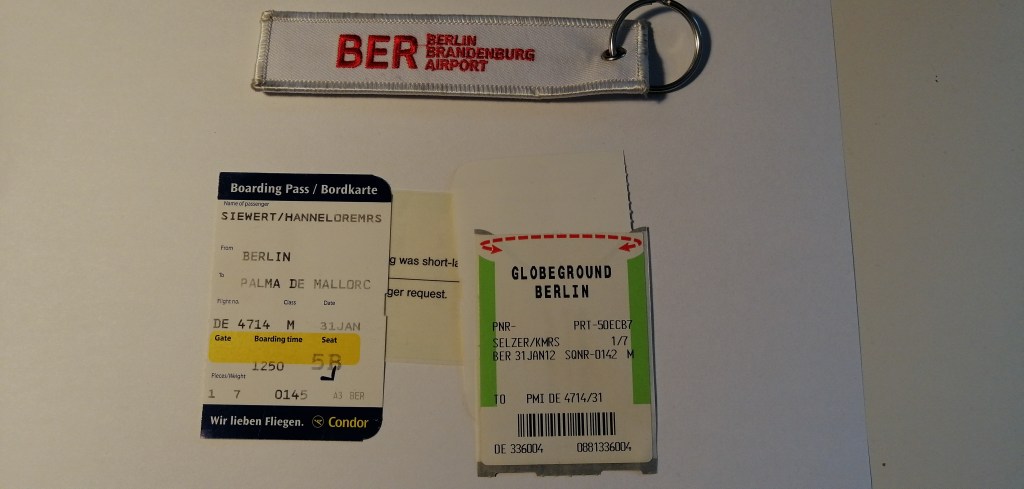 BER BERLIN
BRANDENBURG
AIRPORT
Boarding Pass / Bordkarte
Name of passenger
SIEWERT/HANNELOREMRS
From
BERLIN
To
PALMA DE MALLORC
Flight no. Class Date
DE 4714 M 31JAN
Gate Boarding time Seat
1250 5B
Pieces/Weight
1 7 0145 A3 BER
Wir lieben Fliegen. Condor
g was short-la
ger request.
GLOBEGROUND
BERLIN
PNR- PRT-50ECB7
SELZER/KMRS 1/7
BER 31JAN12 SQNR-0142 M
TO PMI DE 4714/31
DE 336004 0881336004